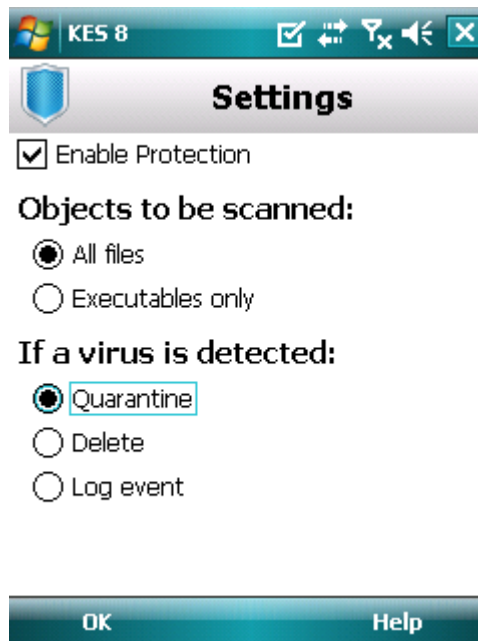 KES 8
Settings
Enable Protection
Objects to be scanned:
All files
Executables only
If a virus is detected:
Quarantine
Delete
Log event
OK Help